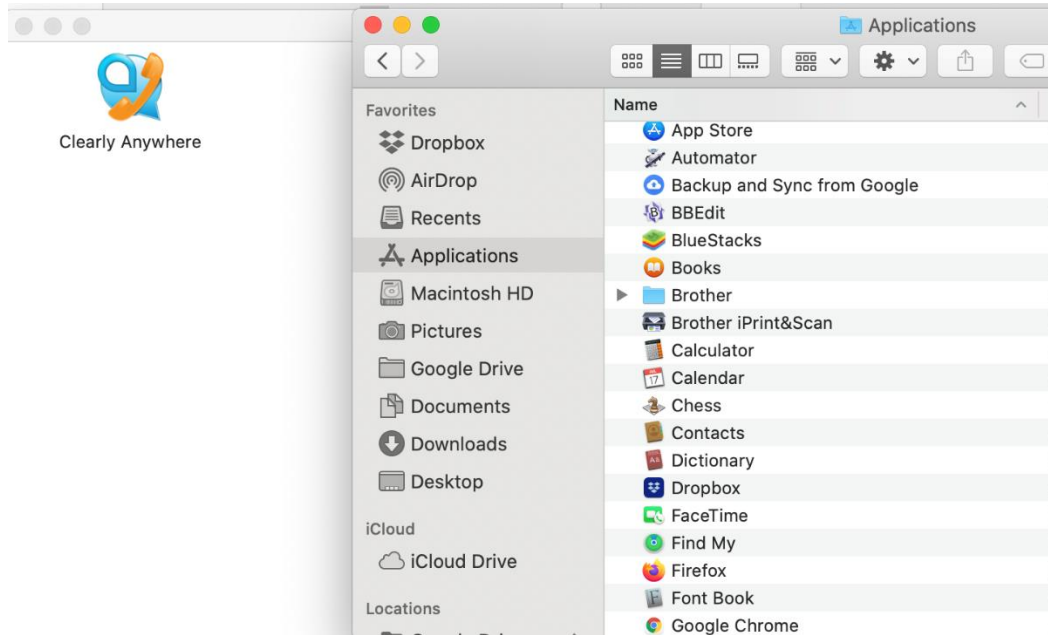 Clearly Anywhere
Applications
Favorites
Dropbox
AirDrop
Recents
Applications
Macintosh HD
Pictures
Google Drive
Documents
Downloads
Desktop
iCloud
iCloud Drive
Locations
Name
App Store
Automator
Backup and Sync from Google
BBEdit
BlueStacks
Books
Brother
Brother iPrint&Scan
Calculator
Calendar
Chess
Contacts
Dictionary
Dropbox
FaceTime
Find My
Firefox
Font Book
Google Chrome